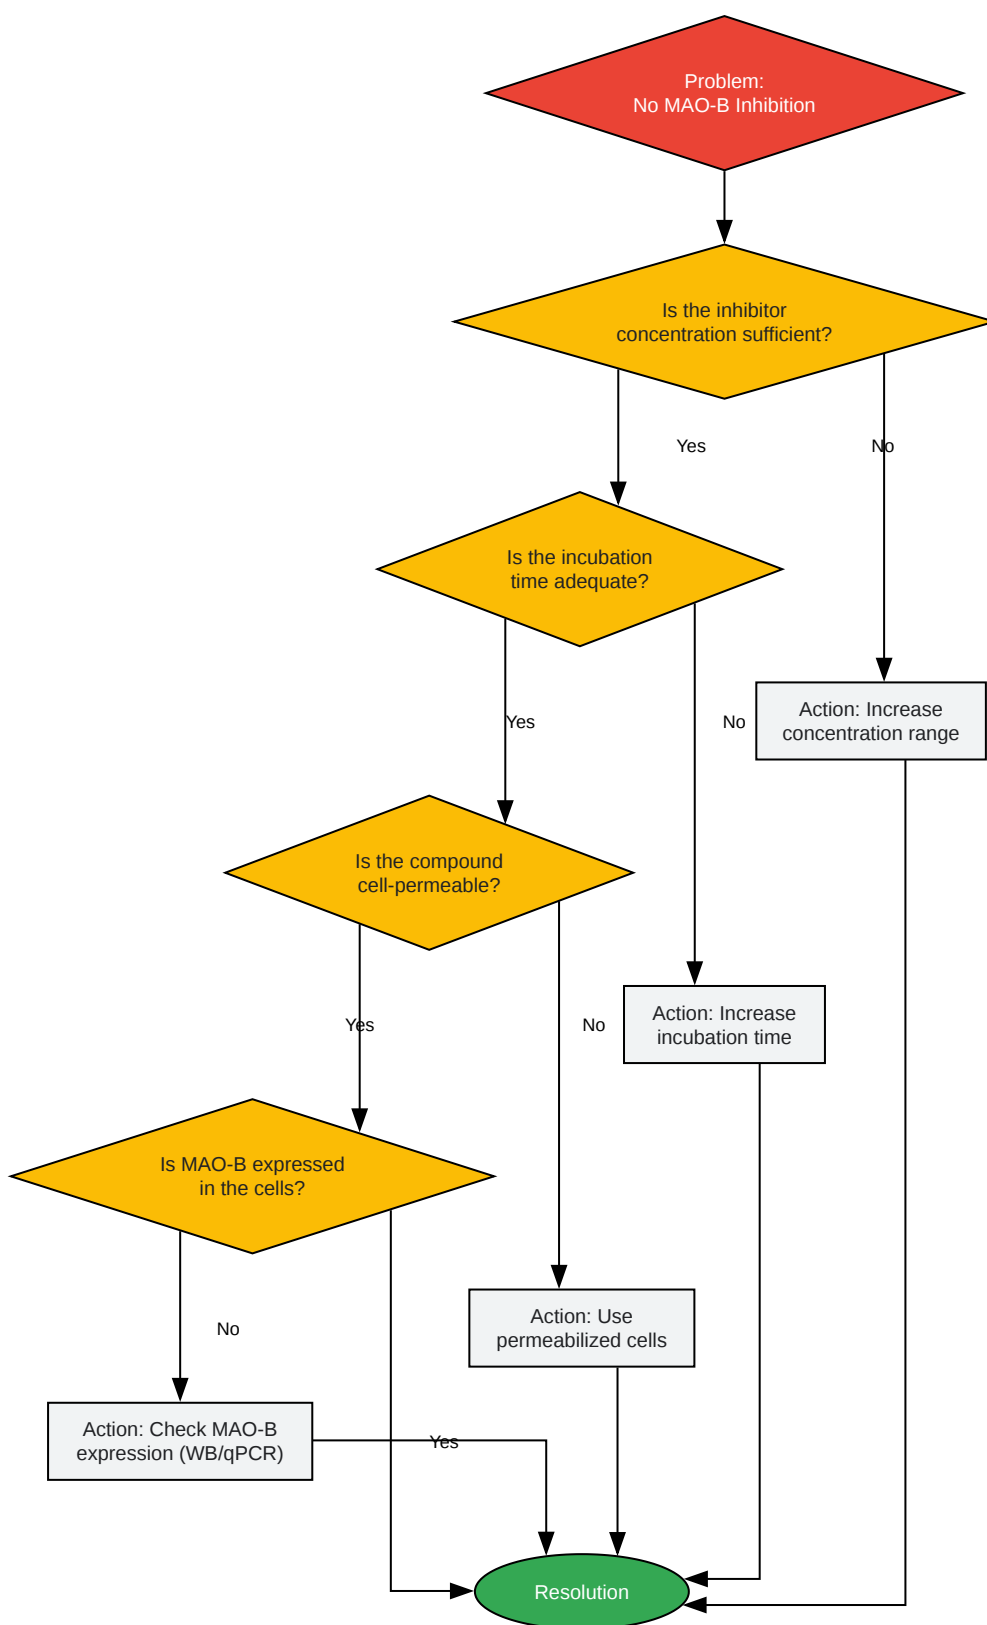 Problem:
No MAO-B Inhibition
Is the inhibitor
concentration sufficient?
Yes
No
Is the incubation
time adequate?
Yes
No
Action: Increase
concentration range
Is the compound
cell-permeable?
Yes
No
Action: Increase
incubation time
Is MAO-B expressed
in the cells?
No
Action: Use
permeabilized cells
Action: Check MAO-B
expression (WB/qPCR)
Yes
Resolution